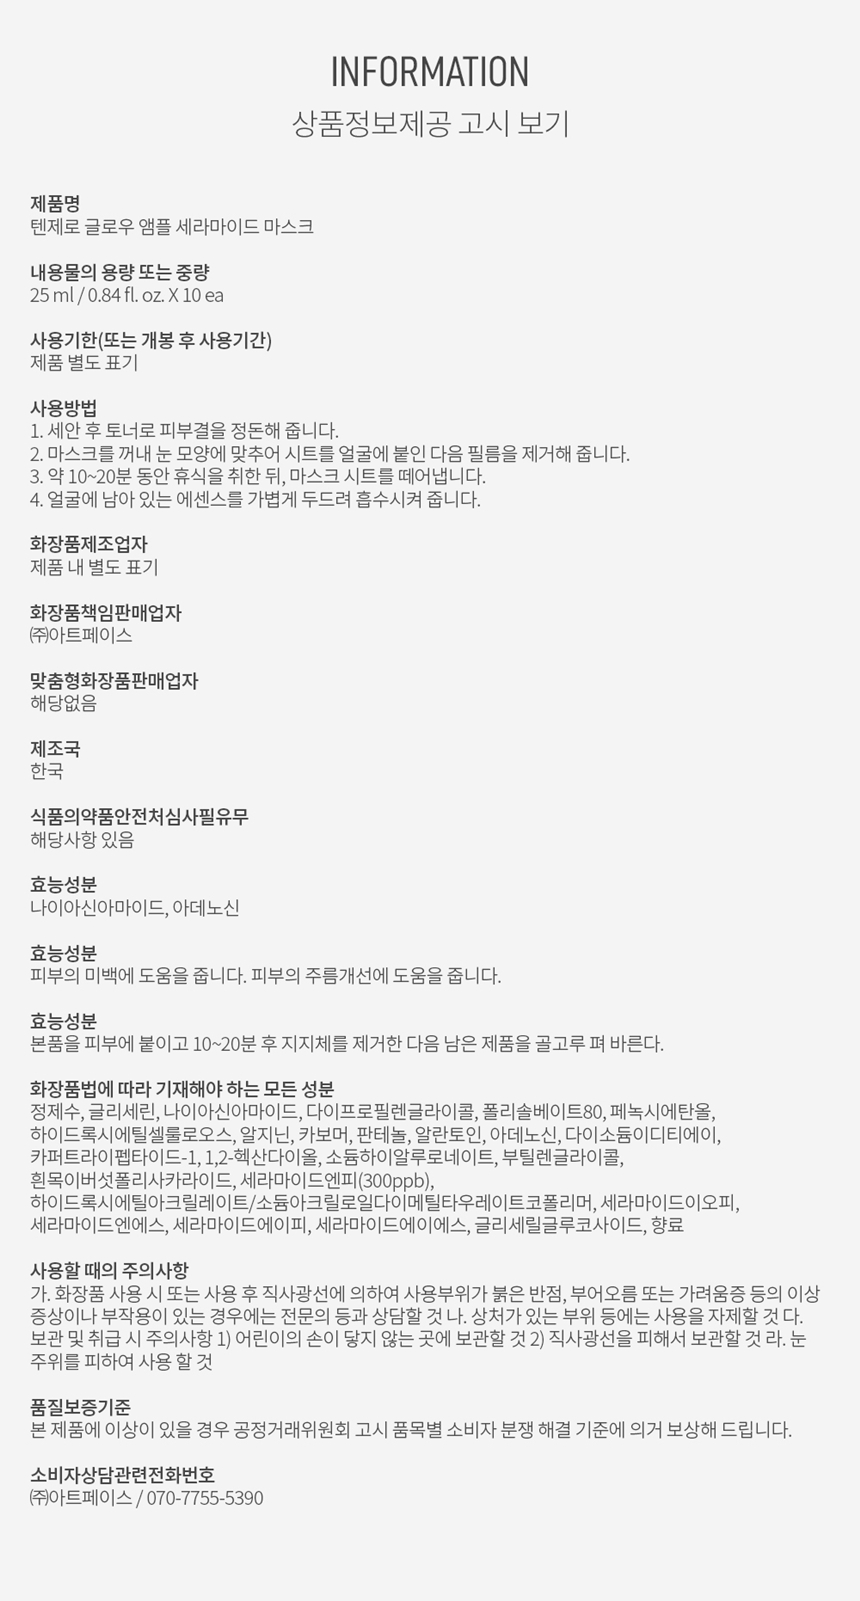 INFORMATION
상품정보제공 고시 보기
제품명
텐제로 글로우 앰플 세라마이드 마스크
내용물의 용량 또는 중량
25 ml / 0.84 fl. oz. X 10 ea
사용기한(또는 개봉 후 사용기간)
제품 별도 표기
사용방법
1. 세안 후 토너로 피부결을 정돈해 줍니다.
2. 마스크를 꺼내 눈 모양에 맞추어 시트를 얼굴에 붙인 다음 필름을 제거해 줍니다.
3. 약 10~20분 동안 휴식을 취한 뒤, 마스크 시트를 떼어냅니다.
4. 얼굴에 남아 있는 에센스를 가볍게 두드려 흡수시켜 줍니다.
화장품제조업자
제품 내 별도 표기
화장품책임판매업자
㈜아트페이스
맞춤형화장품판매업자
해당없음
제조국
한국
식품의약품안전처심사필유무
해당사항 있음
효능성분
나이아신아마이드, 아데노신
효능성분
피부의 미백에 도움을 줍니다. 피부의 주름개선에 도움을 줍니다.
효능성분
본품을 피부에 붙이고 10~20분 후 지지체를 제거한 다음 남은 제품을 골고루 펴 바른다.
화장품법에 따라 기재해야 하는 모든 성분
정제수, 글리세린, 나이아신아마이드, 다이프로필렌글라이콜, 폴리솔베이트80, 페녹시에탄올,
하이드록시에틸셀룰로오스, 알지닌, 카보머, 판테놀, 알란토인, 아데노신, 다이소듐이디티에이,
카퍼트라이펩타이드-1, 1,2-헥산다이올, 소듐하이알루로네이트, 부틸렌글라이콜,
흰목이버섯폴리사카라이드, 세라마이드엔피(300ppb),
하이드록시에틸아크릴레이트/소듐아크릴로일다이메틸타우레이트코폴리머, 세라마이드이오피,
세라마이드엔에스, 세라마이드에이피, 세라마이드에이에스, 글리세릴글루코사이드, 향료
사용할 때의 주의사항
가. 화장품 사용 시 또는 사용 후 직사광선에 의하여 사용부위가 붉은 반점, 부어오름 또는 가려움증 등의 이상
증상이나 부작용이 있는 경우에는 전문의 등과 상담할 것 나. 상처가 있는 부위 등에는 사용을 자제할 것 다.
보관 및 취급 시 주의사항 1) 어린이의 손이 닿지 않는 곳에 보관할 것 2) 직사광선을 피해서 보관할 것 라. 눈
주위를 피하여 사용 할 것
품질보증기준
본 제품에 이상이 있을 경우 공정거래위원회 고시 품목별 소비자 분쟁 해결 기준에 의거 보상해 드립니다.
소비자상담관련전화번호
㈜아트페이스 / 070-7755-5390